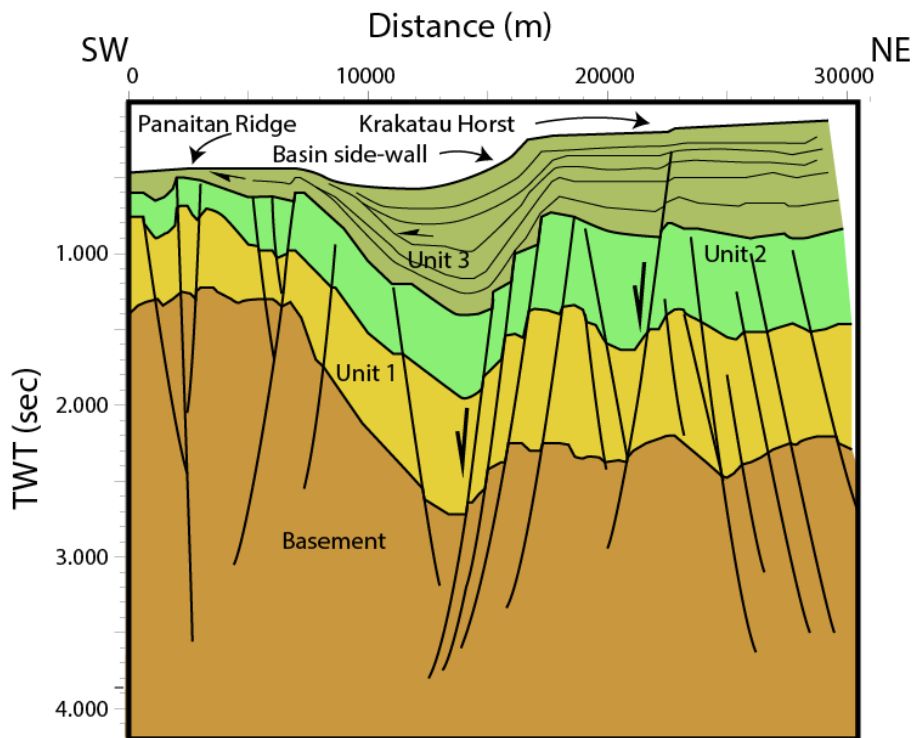 Distance (m)
SW
NE
0
10000
20000
30000
Panaitan Ridge
Krakatau Horst
Basin side-wall
1.000
Unit 3
Unit 2
Unit 1
2.000
TWT (sec)
Basement
3.000
4.000